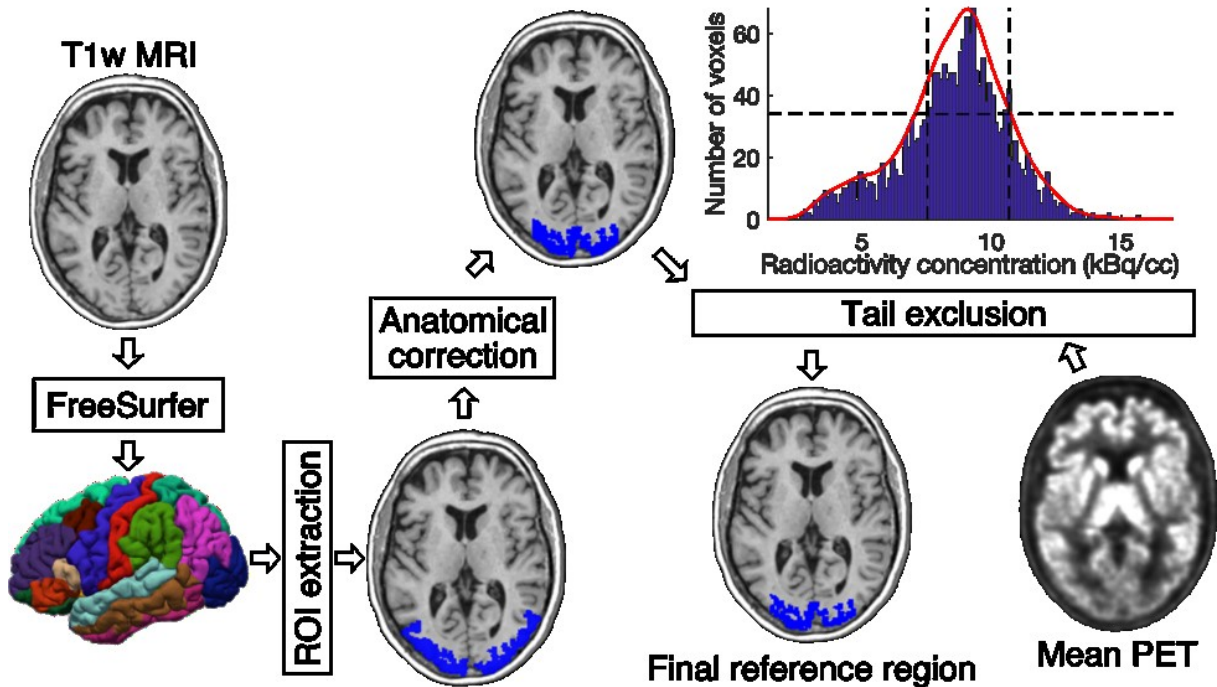 T1w MRI
FreeSurfer
ROI extraction
Anatomical
correction
Number of voxels
60
40
20
0
5
10
15
Radioactivity concentration (kBq/cc)
Tail exclusion
Final reference region
Mean PET